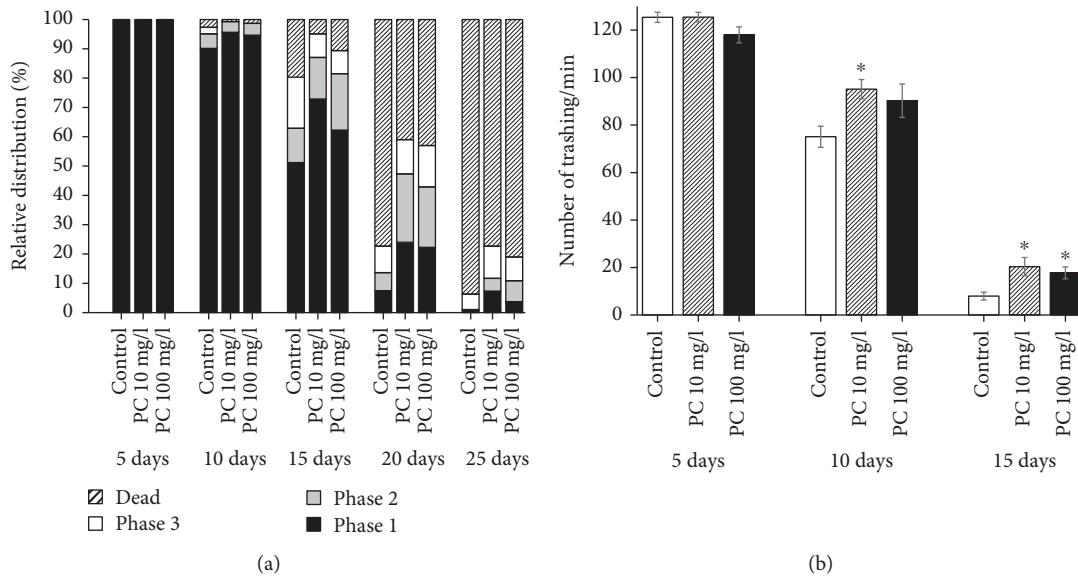 100
90
80
70
60
50
40
30
20
10
0
Relative distribution (%)
Control
PC 10 mg/l
PC 100 mg/l
Control
PC 10 mg/l
PC 100 mg/l
Control
PC 10 mg/l
PC 100 mg/l
Control
PC 10 mg/l
PC 100 mg/l
Control
PC 10 mg/l
PC 100 mg/l
5 days
10 days
15 days
20 days
25 days
Dead
Phase 3
Phase 2
Phase 1
(a)
120
100
80
60
40
20
0
Number of trashing/min
*
*
*
Control
PC 10 mg/l
PC 100 mg/l
Control
PC 10 mg/l
PC 100 mg/l
Control
PC 10 mg/l
PC 100 mg/l
5 days
10 days
15 days
(b)